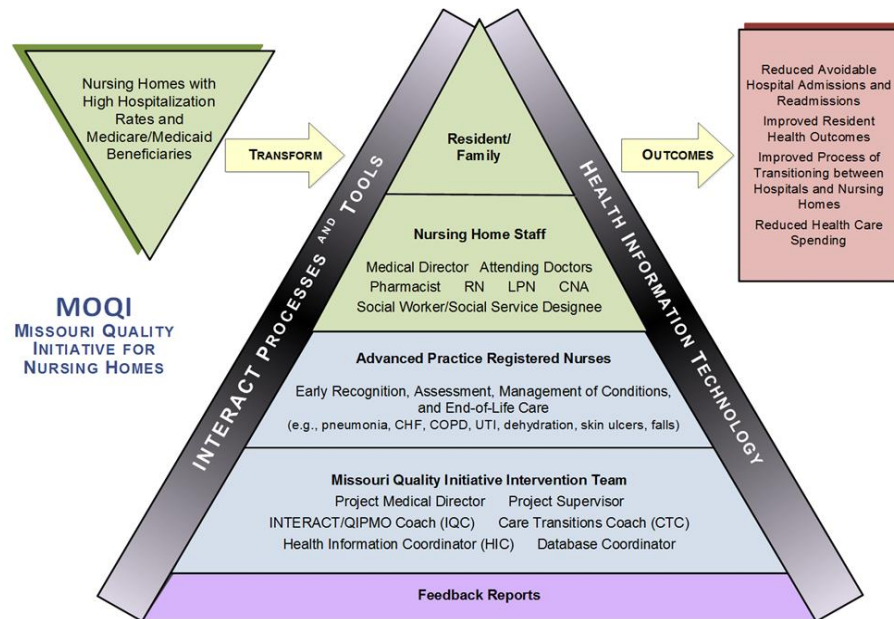 Nursing Homes with
High Hospitalization
Rates and
Medicare/Medicaid
Beneficiaries
TRANSFORM
MOQI
MISSOURI QUALITY
INITIATIVE FOR
NURSING HOMES
INTERACT PROCESSES AND TOOLS
Resident/
Family
Nursing Home Staff
Medical Director Attending Doctors
Pharmacist RN LPN CNA
Social Worker/Social Service Designee
Advanced Practice Registered Nurses
Early Recognition, Assessment, Management of Conditions,
and End-of-Life Care
(e.g., pneumonia, CHF, COPD, UTI, dehydration, skin ulcers, falls)
Missouri Quality Initiative Intervention Team
Project Medical Director Project Supervisor
INTERACT/QIPMO Coach (IQC) Care Transitions Coach (CTC)
Health Information Coordinator (HIC) Database Coordinator
Feedback Reports
HEALTH INFORMATION TECHNOLOGY
OUTCOMES
Reduced Avoidable
Hospital Admissions and
Readmissions
Improved Resident
Health Outcomes
Improved Process of
Transitioning between
Hospitals and Nursing
Homes
Reduced Health Care
Spending